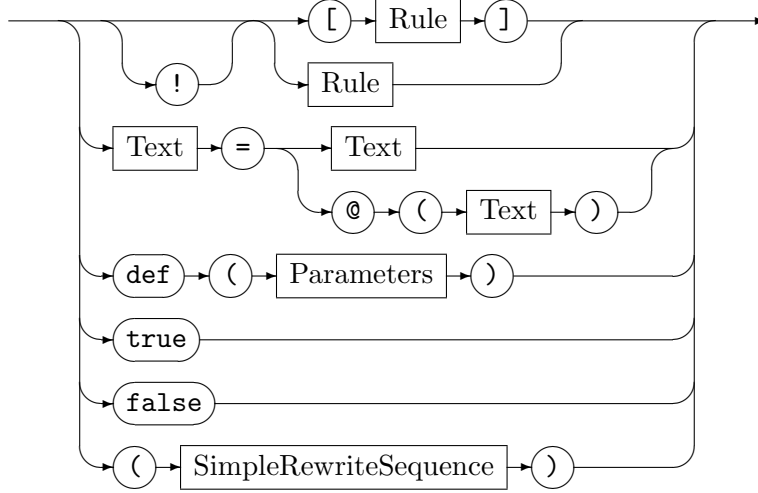 [ Rule ]
! Rule
Text = Text
@ ( Text )
def ( Parameters )
true
false
( SimpleRewriteSequence )